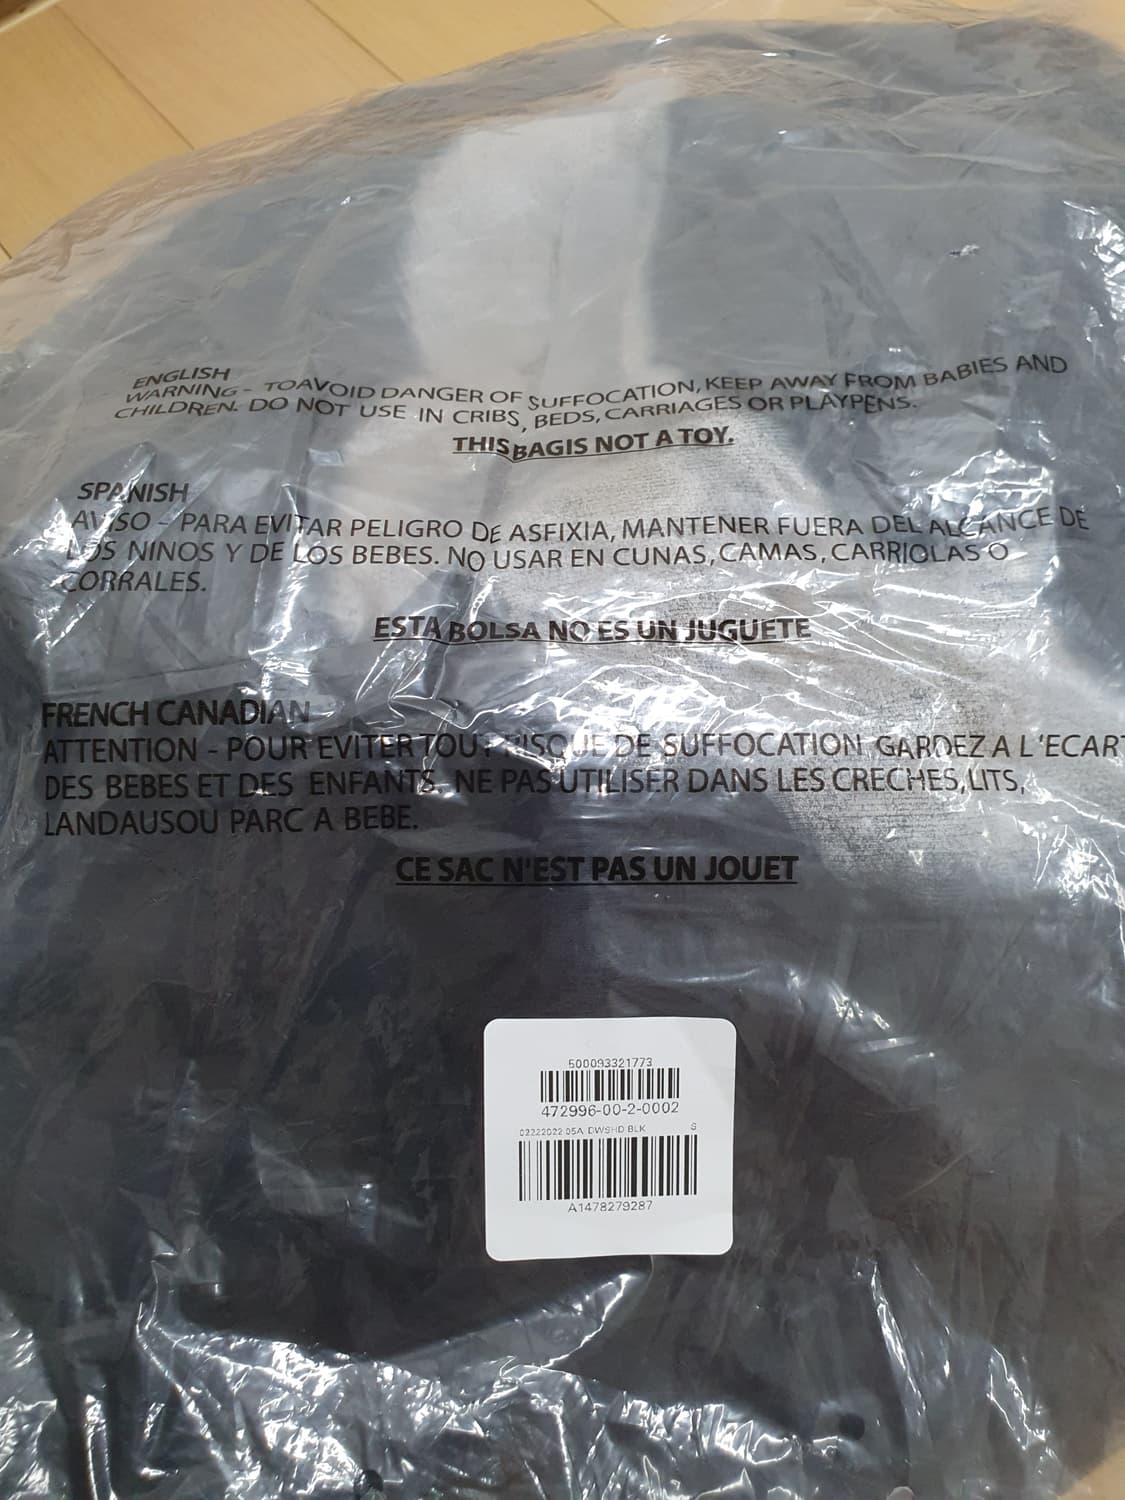 ENGLISH
WARNING - TOAVOID DANGER OF SUFFOCATION, KEEP AWAY FROM BABIES AND
CHILDREN. DO NOT USE IN CRIBS, BEDS, CARRIAGES OR PLAYPENS.
THIS BAGIS NOT A TOY.
SPANISH
AVISO - PARA EVITAR PELIGRO DE ASFIXIA, MANTENER FUERA DEL ALCANCE DE
LOS NINOS Y DE LOS BEBES. NO USAR EN CUNAS, CAMAS, CARRIOLAS O
CORRALES.
ESTA BOLSA NO ES UN JUGUETE
FRENCH CANADIAN
ATTENTION - POUR EVITER TOUT RISQUE DE SUFFOCATION GARDEZ A L'ECART
DES BEBES ET DES ENFANTS. NE PAS UTILISER DANS LES CRECHES, LITS,
LANDAUSOU PARC A BEBE.
CE SAC N'EST PAS UN JOUET
500093321773
472996-00-2-0002
02222022 05A DWSHD BLK S
A1478279287